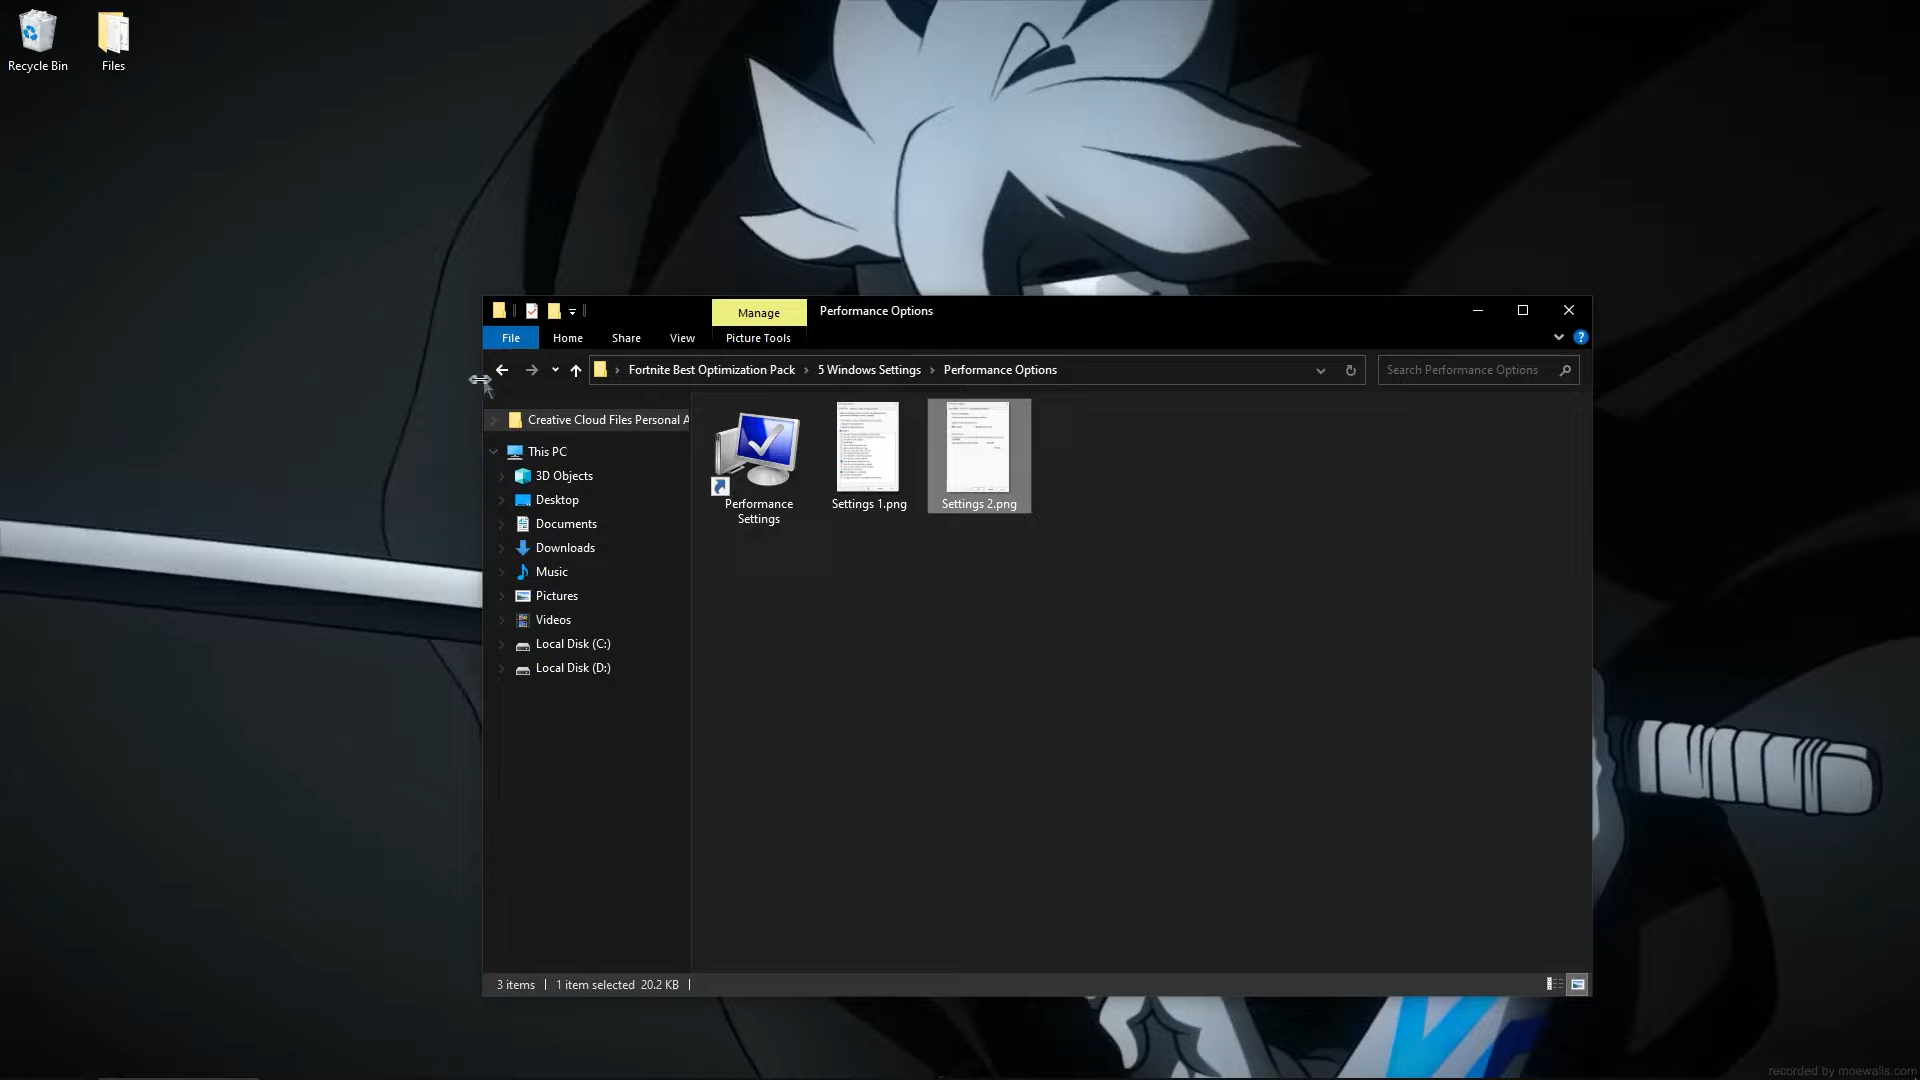 Recycle Bin
Files
Manage
Performance Options
File
Home
Share
View
Picture Tools
Fortnite Best Optimization Pack
5 Windows Settings
Performance Options
Search Performance Options
Creative Cloud Files Personal A
This PC
3D Objects
Desktop
Documents
Downloads
Music
Pictures
Videos
Local Disk (C:)
Local Disk (D:)
Performance
Settings
Settings 1.png
Settings 2.png
3 items
1 item selected 20.2 KB
recorded by moewalls.com